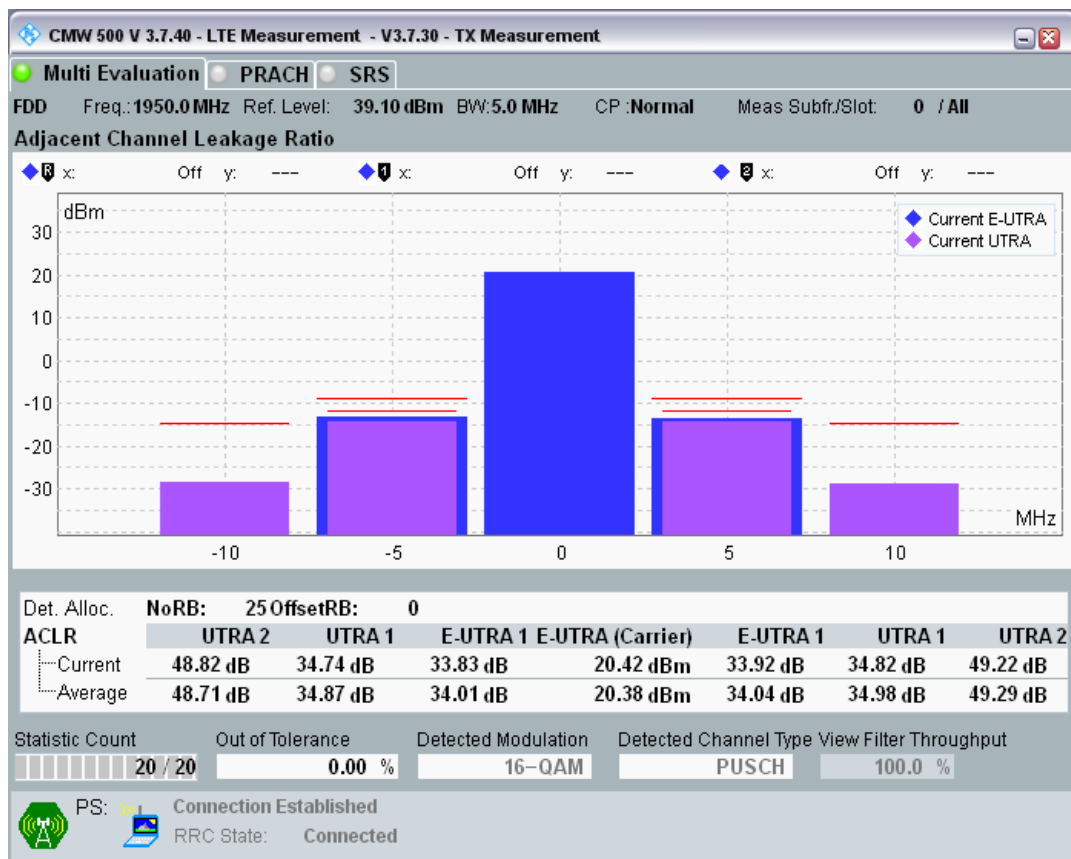 CMW 500 V 3.7.40 - LTE Measurement - V3.7.30 - TX Measurement
Multi Evaluation PRACH SRS
FDD Freq.: 1950.0 MHz Ref. Level: 39.10 dBm BW: 5.0 MHz CP : Normal Meas Subfr./Slot: 0 / All
Adjacent Channel Leakage Ratio
R x: Off y: --- 1 x: Off y: --- 2 x: Off y: ---
dBm
Current E-UTRA
Current UTRA
30
20
10
0
-10
-20
-30
MHz
-10 -5 0 5 10
Det. Alloc. NoRB: 25 OffsetRB: 0
ACLR UTRA 2 UTRA 1 E-UTRA 1 E-UTRA (Carrier) E-UTRA 1 UTRA 1 UTRA 2
Current 48.82 dB 34.74 dB 33.83 dB 20.42 dBm 33.92 dB 34.82 dB 49.22 dB
Average 48.71 dB 34.87 dB 34.01 dB 20.38 dBm 34.04 dB 34.98 dB 49.29 dB
Statistic Count Out of Tolerance Detected Modulation Detected Channel Type View Filter Throughput
20 / 20 0.00 % 16-QAM PUSCH 100.0 %
PS: Connection Established
RRC State: Connected